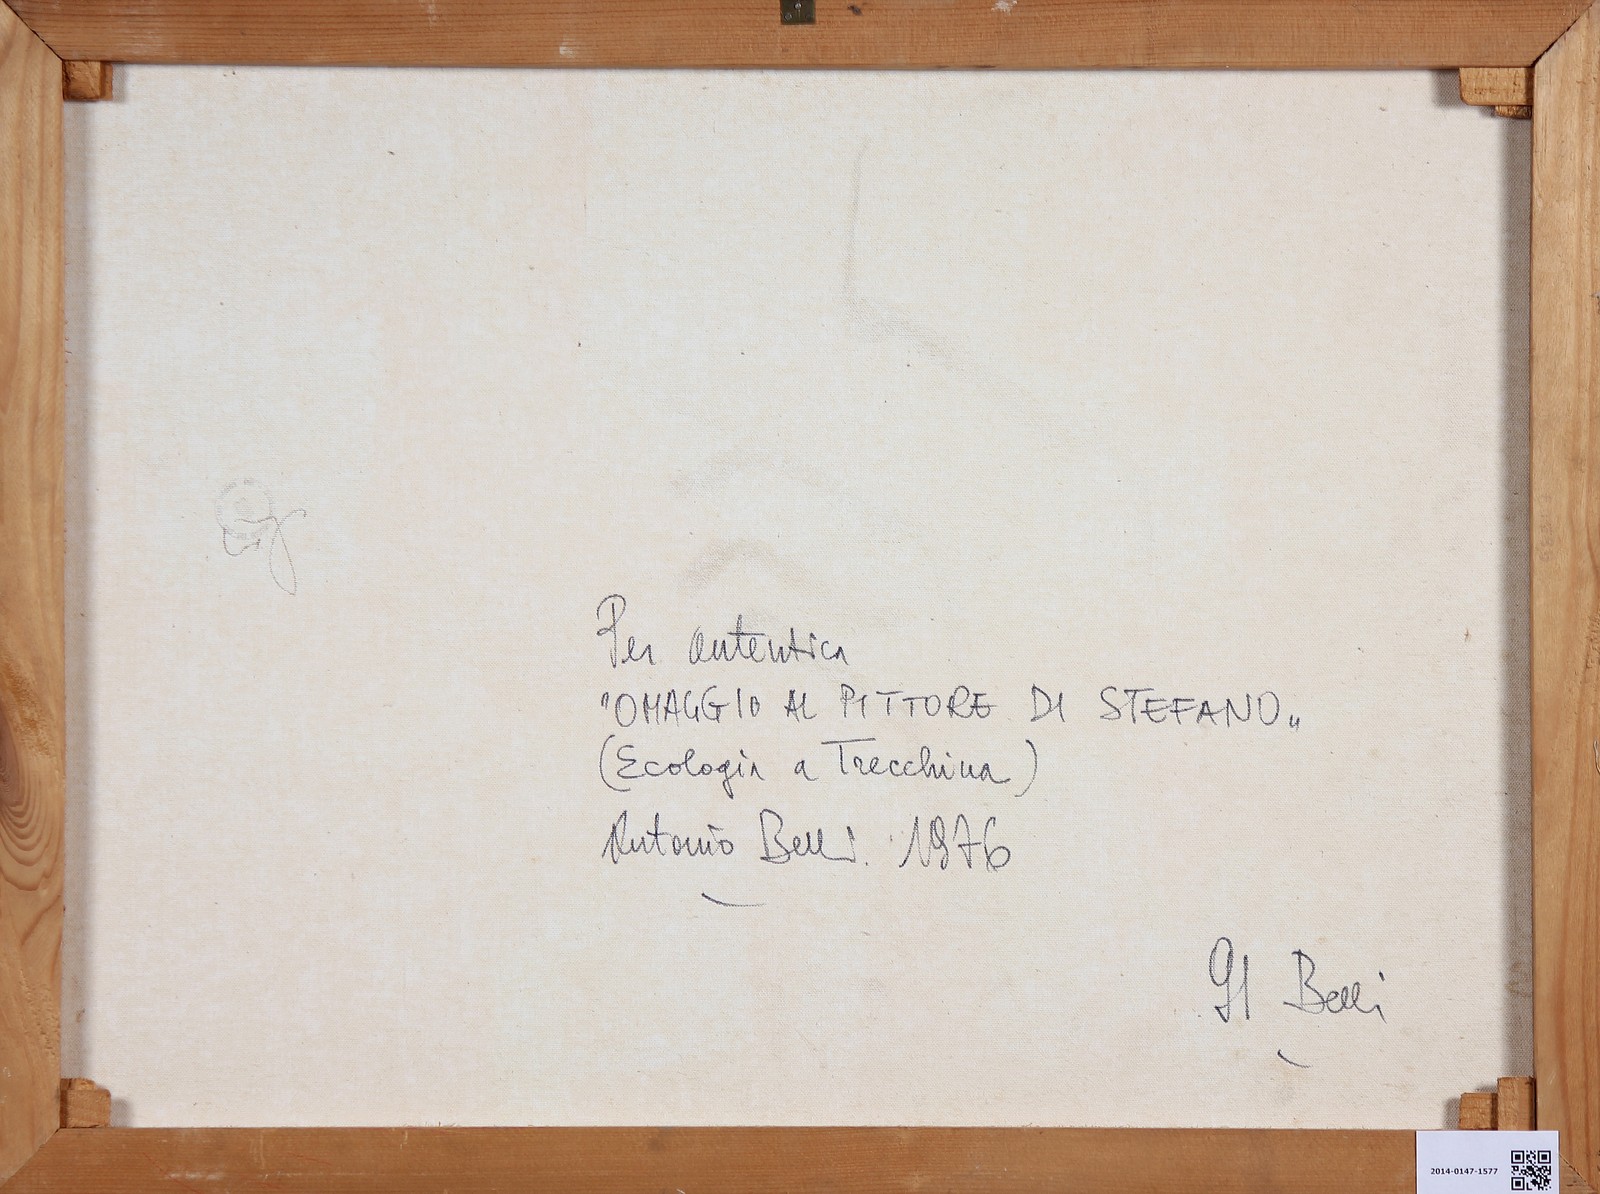 Per autentica
"OMAGGIO AL PITTORE DI STEFANO„
(Ecologia a Trecchina)
Antonio Belli. 1976
Belli
2014-0147-1577